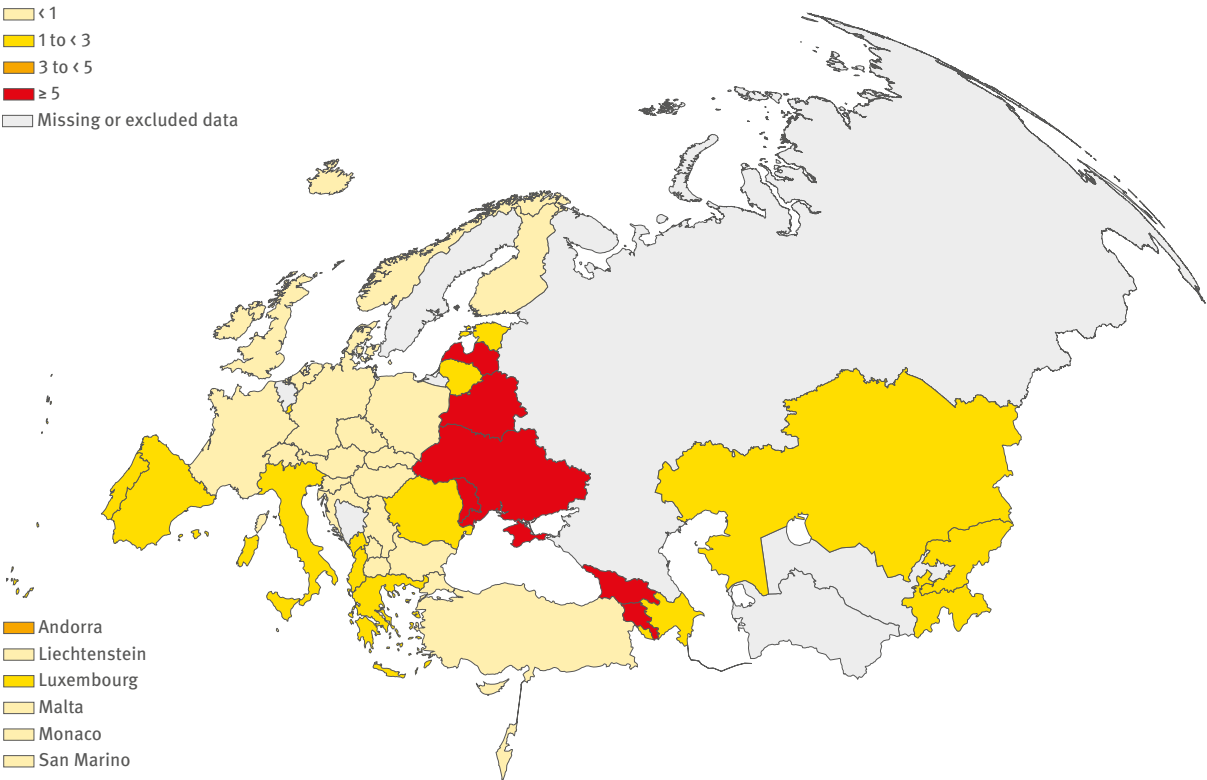 ‹ 1
1 to ‹ 3
3 to ‹ 5
≥ 5
Missing or excluded data
Andorra
Liechtenstein
Luxembourg
Malta
Monaco
San Marino